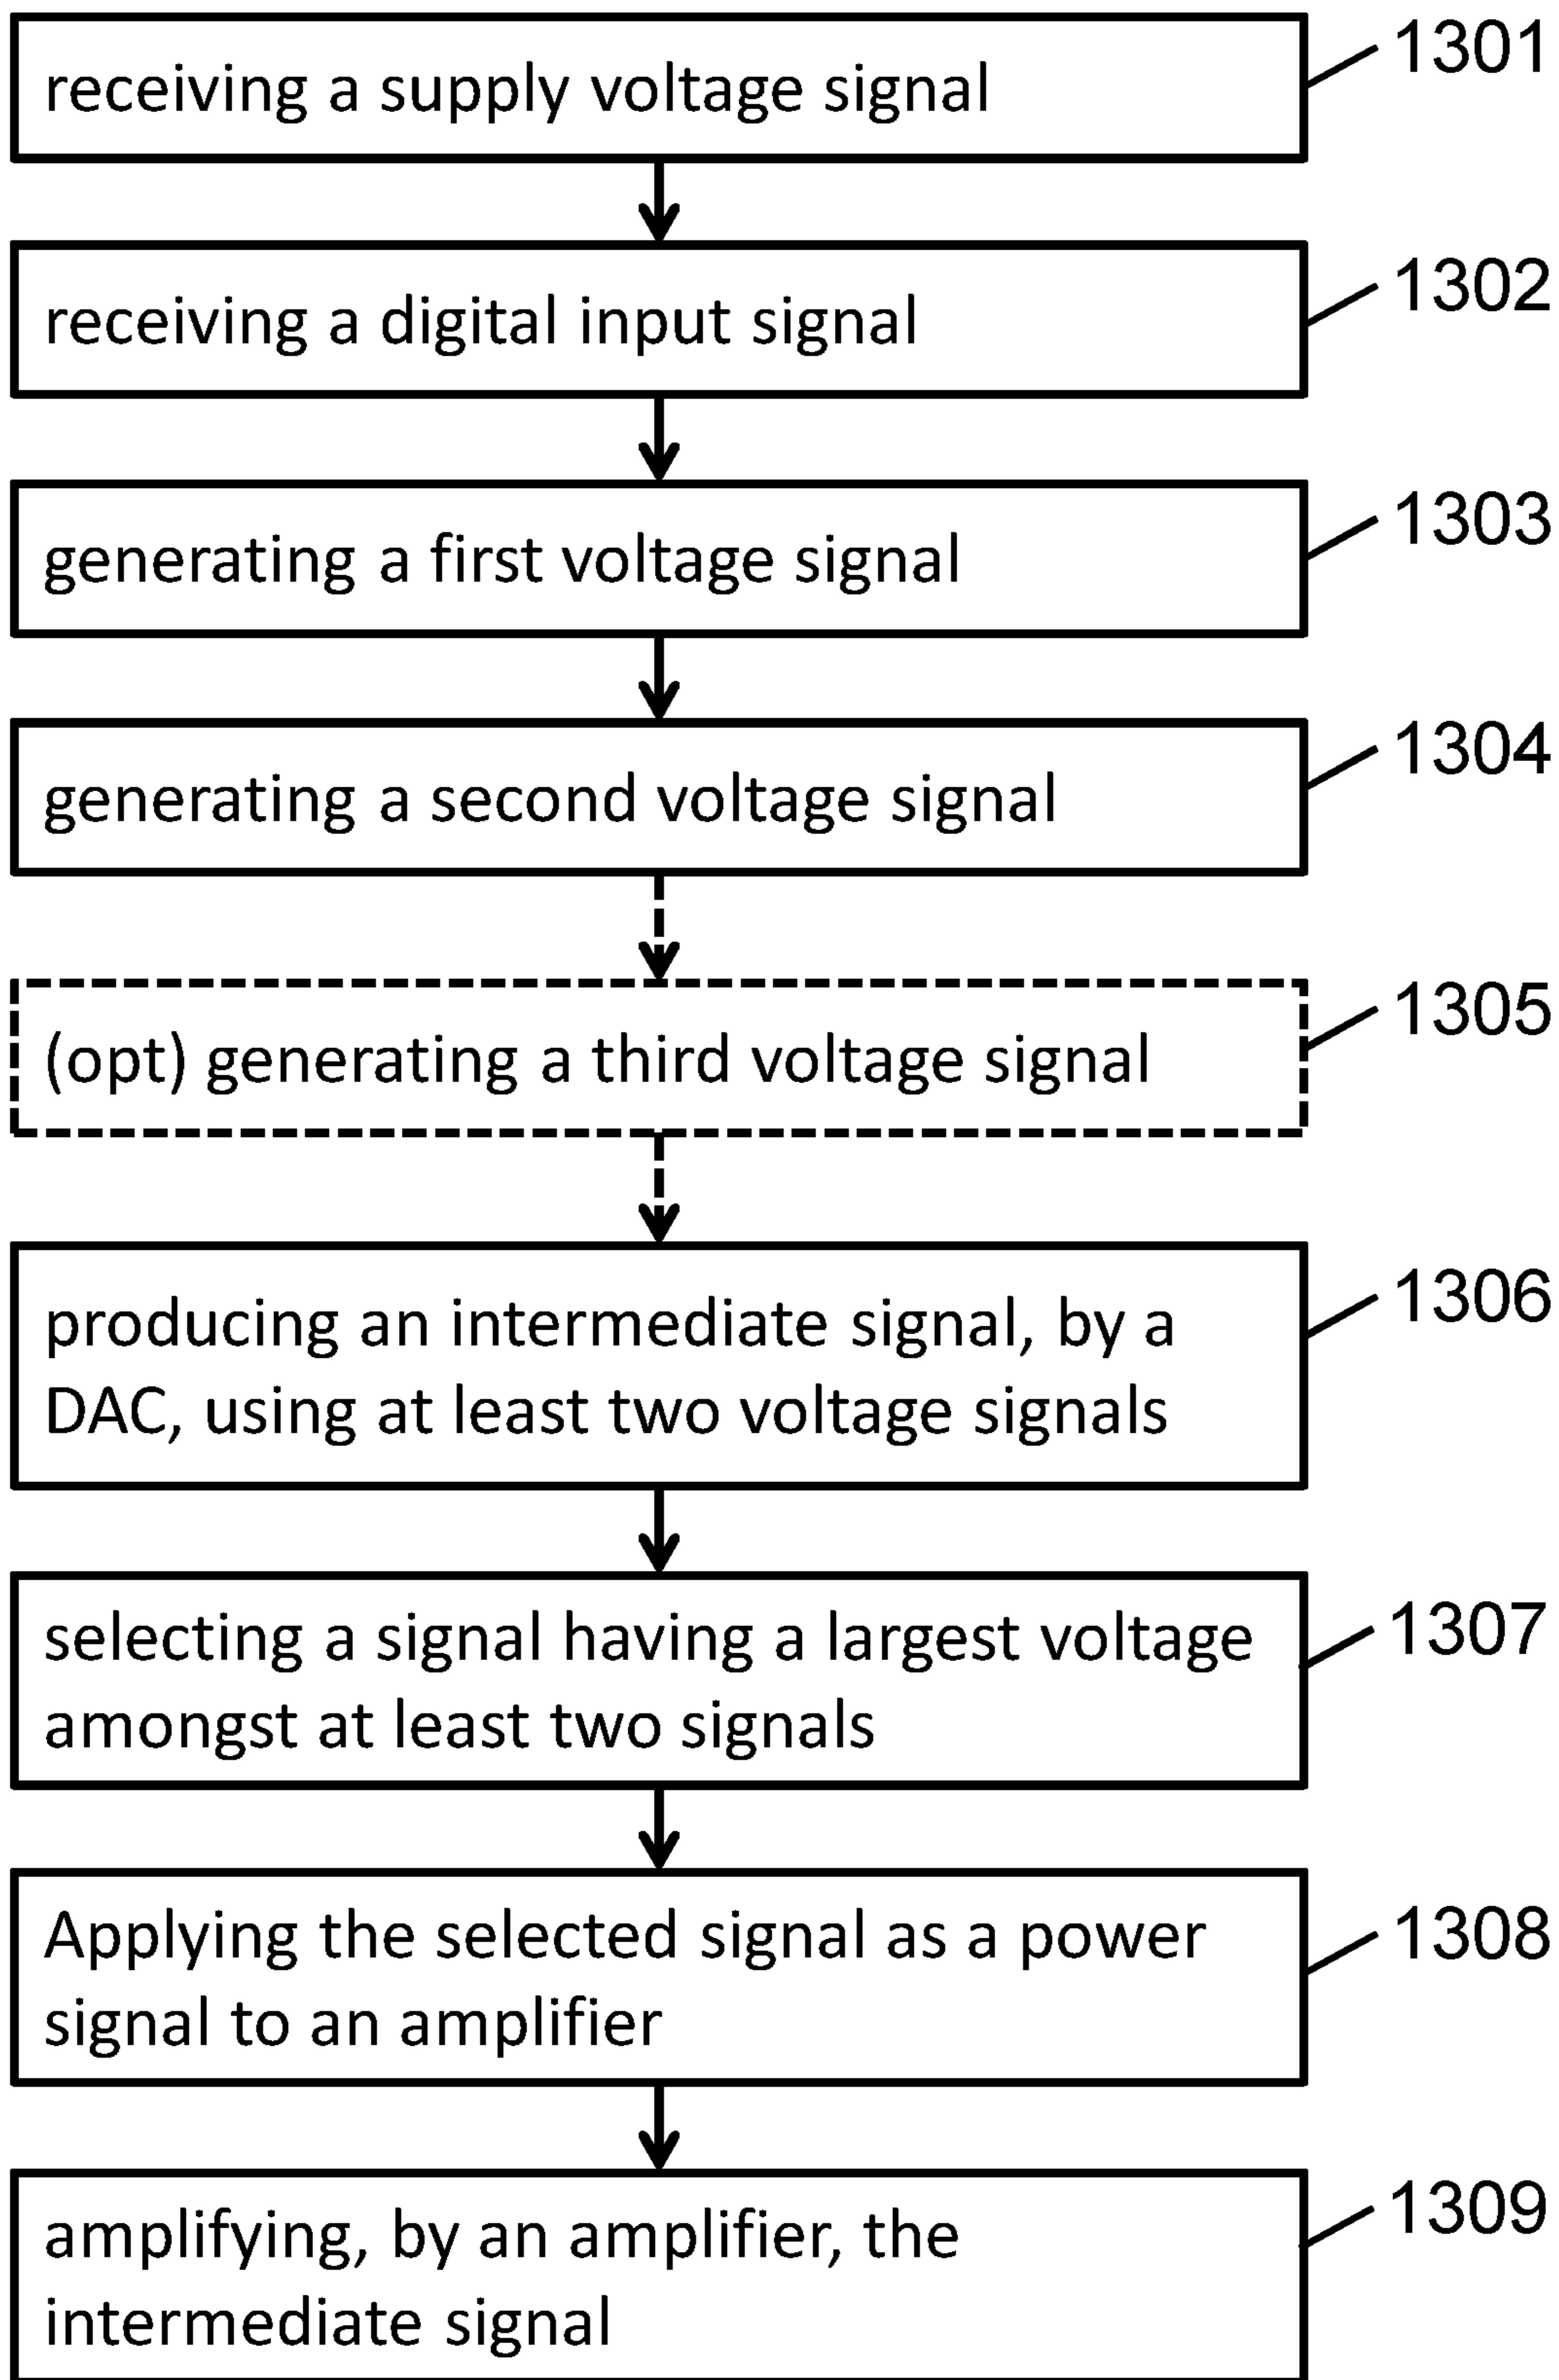 receiving a supply voltage signal
1301
receiving a digital input signal
1302
generating a first voltage signal
1303
generating a second voltage signal
1304
(opt) generating a third voltage signal
1305
producing an intermediate signal, by a
DAC, using at least two voltage signals
1306
selecting a signal having a largest voltage
amongst at least two signals
1307
Applying the selected signal as a power
signal to an amplifier
1308
amplifying, by an amplifier, the
intermediate signal
1309